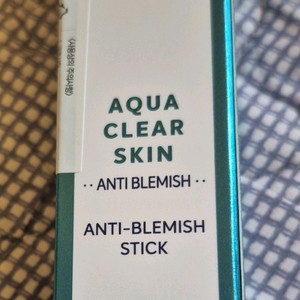 AQUA
CLEAR
SKIN
·· ANTI BLEMISH ··
ANTI-BLEMISH
STICK